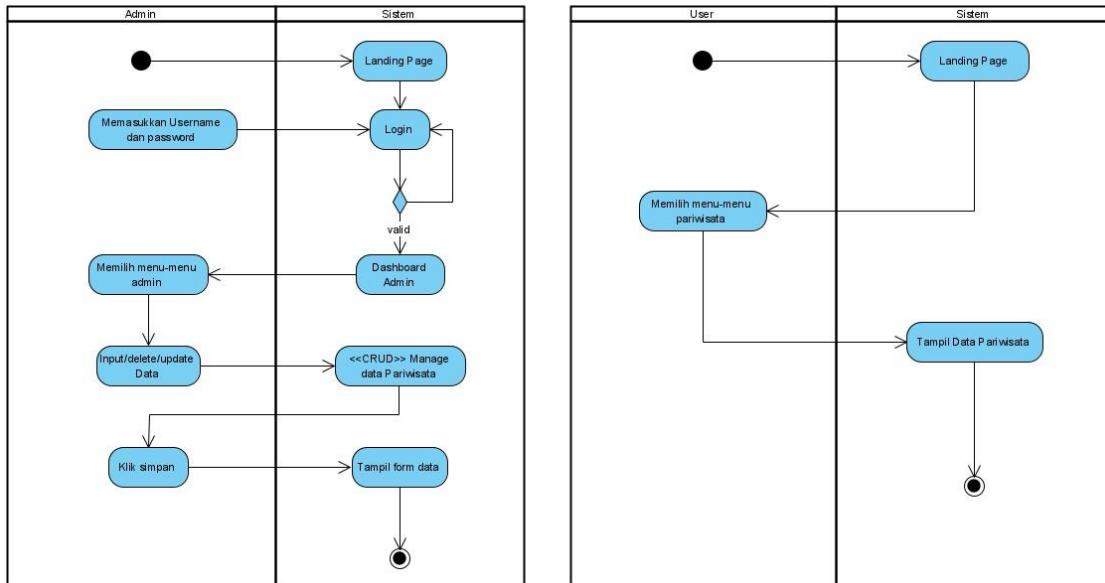 Admin
Sistem
Landing Page
Memasukkan Username
dan password
Login
valid
Memilih menu-menu
admin
Dashboard
Admin
Input/delete/update
Data
<<CRUD>> Manage
data Pariwisata
Klik simpan
Tampil form data
User
Sistem
Landing Page
Memilih menu-menu
pariwisata
Tampil Data Pariwisata